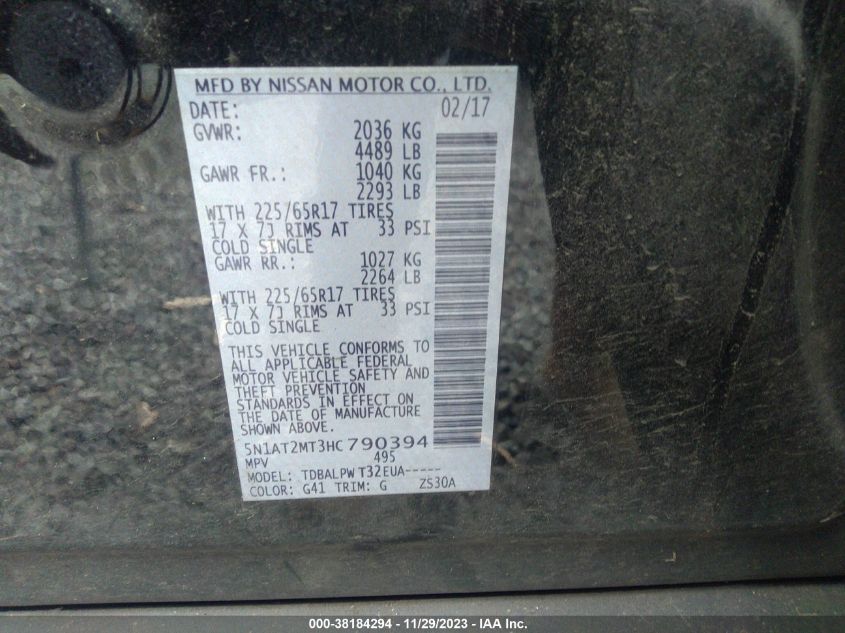 MFD BY NISSAN MOTOR CO., LTD.
DATE: 02/17
GVWR: 2036 KG
4489 LB
GAWR FR.: 1040 KG
2293 LB
WITH 225/65R17 TIRES
17 X 7J RIMS AT 33 PSI
COLD SINGLE
GAWR RR.: 1027 KG
2264 LB
WITH 225/65R17 TIRES
17 X 7J RIMS AT 33 PSI
COLD SINGLE
THIS VEHICLE CONFORMS TO
ALL APPLICABLE FEDERAL
MOTOR VEHICLE SAFETY AND
THEFT PREVENTION
STANDARDS IN EFFECT ON
THE DATE OF MANUFACTURE
SHOWN ABOVE.
5N1AT2MT3HC790394
MPV 495
MODEL: TDBALPW T32EUA-----
COLOR: G41 TRIM: G ZS30A
000-38184294 - 11/29/2023 - IAA Inc.